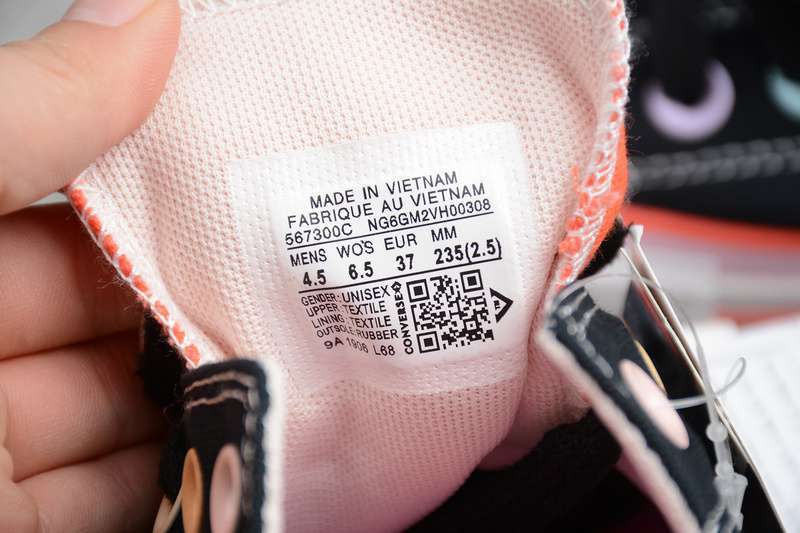 MADE IN VIETNAM
FABRIQUE AU VIETNAM
567300C NG6GM2VH00308
MENS WO'S EUR MM
4.5 6.5 37 235(2.5)
GENDER: UNISEX
UPPER: TEXTILE
LINING: TEXTILE
OUTSOLE: RUBBER
9A 1906 L68
CONVERSE